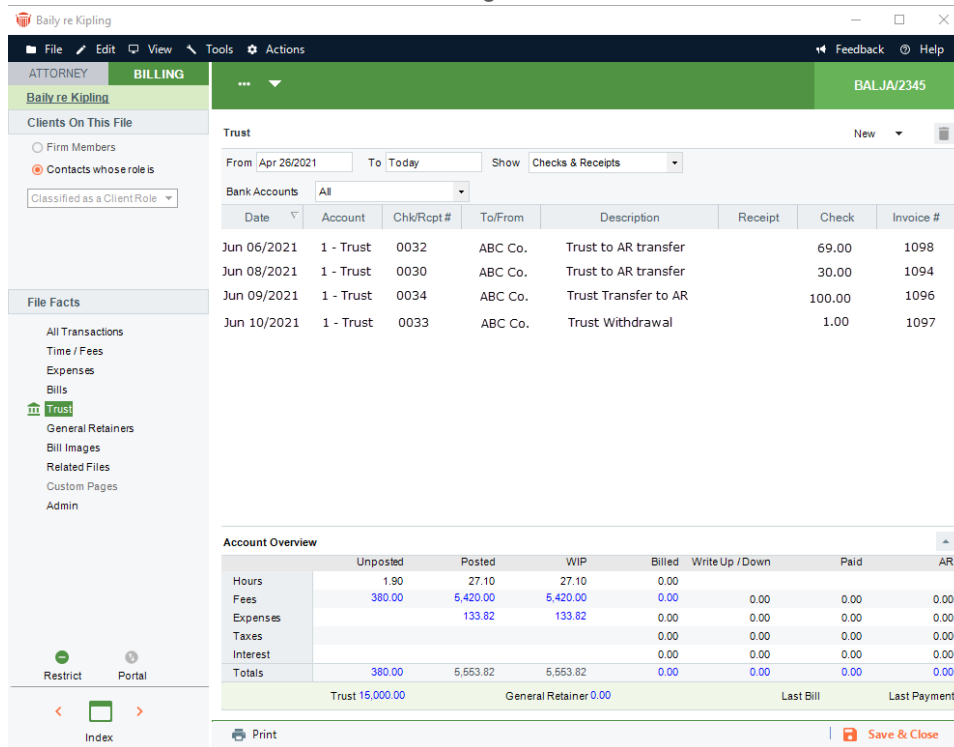 Baily re Kipling
File Edit View Tools Actions Feedback Help
ATTORNEY BILLING
BALJA/2345
Baily re Kipling
Clients On This File
Firm Members
Contacts whose role is
Classified as a Client Role
Trust New
From Apr 26/2021 To Today Show Checks & Receipts
Bank Accounts All
Date Account Chk/Rcpt # To/From Description Receipt Check Invoice #
Jun 06/2021 1 - Trust 0032 ABC Co. Trust to AR transfer 69.00 1098
Jun 08/2021 1 - Trust 0030 ABC Co. Trust to AR transfer 30.00 1094
Jun 09/2021 1 - Trust 0034 ABC Co. Trust Transfer to AR 100.00 1096
Jun 10/2021 1 - Trust 0033 ABC Co. Trust Withdrawal 1.00 1097
File Facts
All Transactions
Time / Fees
Expenses
Bills
Trust
General Retainers
Bill Images
Related Files
Custom Pages
Admin
Account Overview
Unposted Posted WIP Billed Write Up / Down Paid AR
Hours 1.90 27.10 27.10 0.00
Fees 380.00 5,420.00 5,420.00 0.00 0.00 0.00 0.00
Expenses 133.82 133.82 0.00 0.00 0.00 0.00
Taxes 0.00 0.00 0.00 0.00
Interest 0.00 0.00 0.00 0.00
Totals 380.00 5,553.82 5,553.82 0.00 0.00 0.00 0.00
Trust 15,000.00 General Retainer 0.00 Last Bill Last Payment
Restrict Portal
Index
Print Save & Close